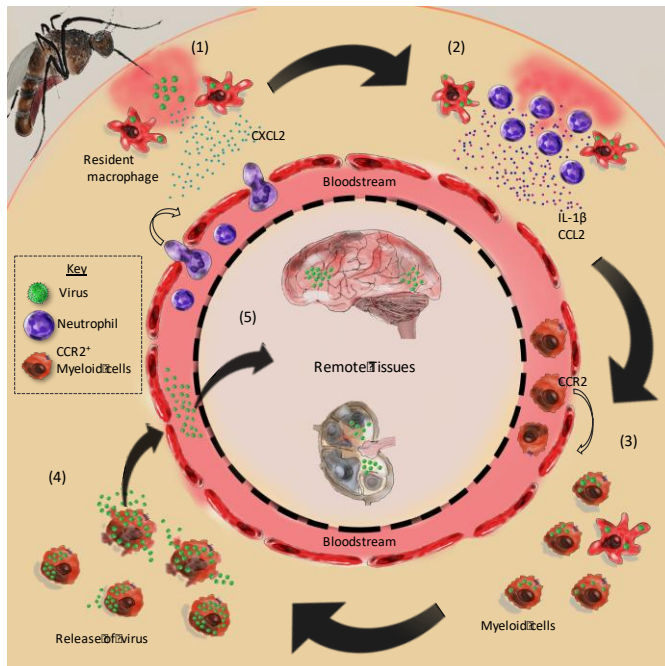 (1)
CXCL2
Resident
macrophage
(2)
IL-1β
CCL2
Bloodstream
Key
Virus
Neutrophil
CCR2⁺
Myeloid cells
(5)
Remote Tissues
CCR2
(3)
Myeloid cells
(4)
Release of virus
Bloodstream